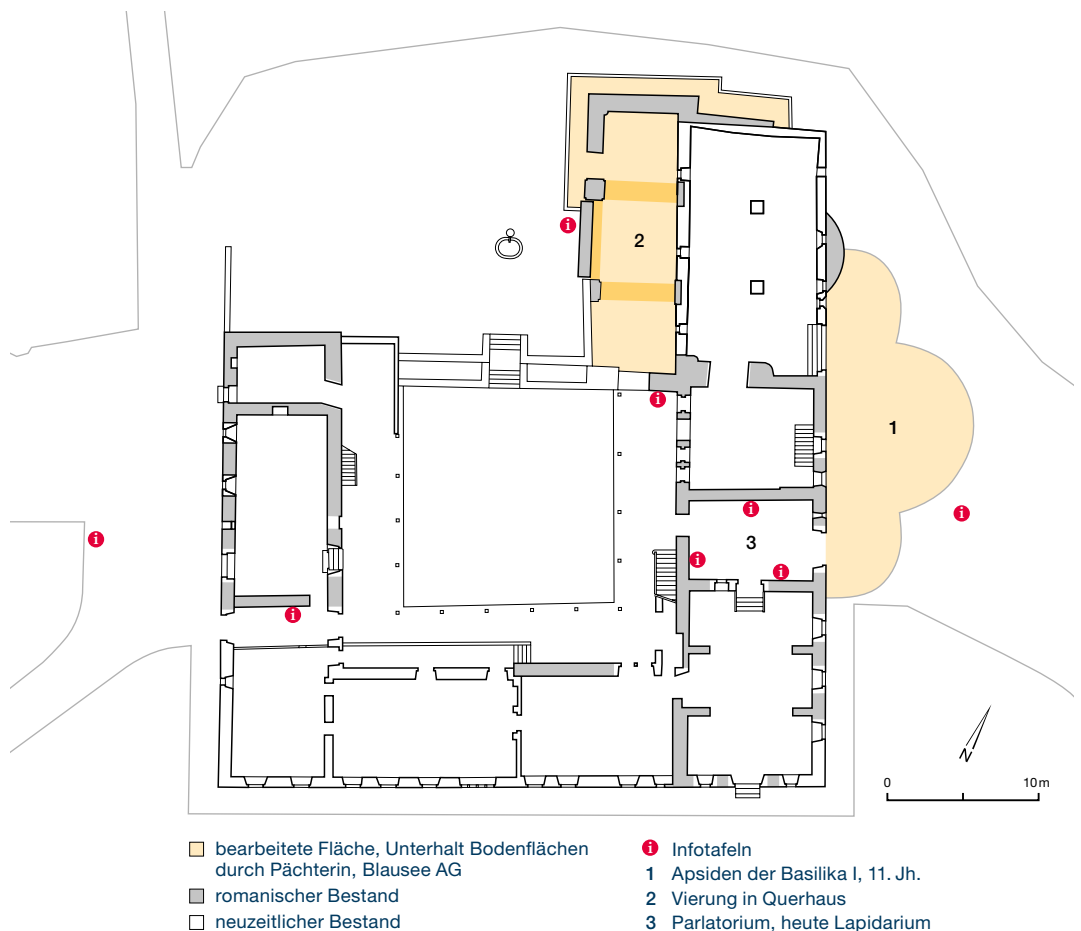 2
1
3
N
0 10 m
bearbeitete Fläche, Unterhalt Bodenflächen
durch Pächterin, Blausee AG
romanischer Bestand
neuzeitlicher Bestand
i Infotafeln
1 Apsiden der Basilika I, 11. Jh.
2 Vierung in Querhaus
3 Parlatorium, heute Lapidarium
i
i
i
i
i
i
i
i